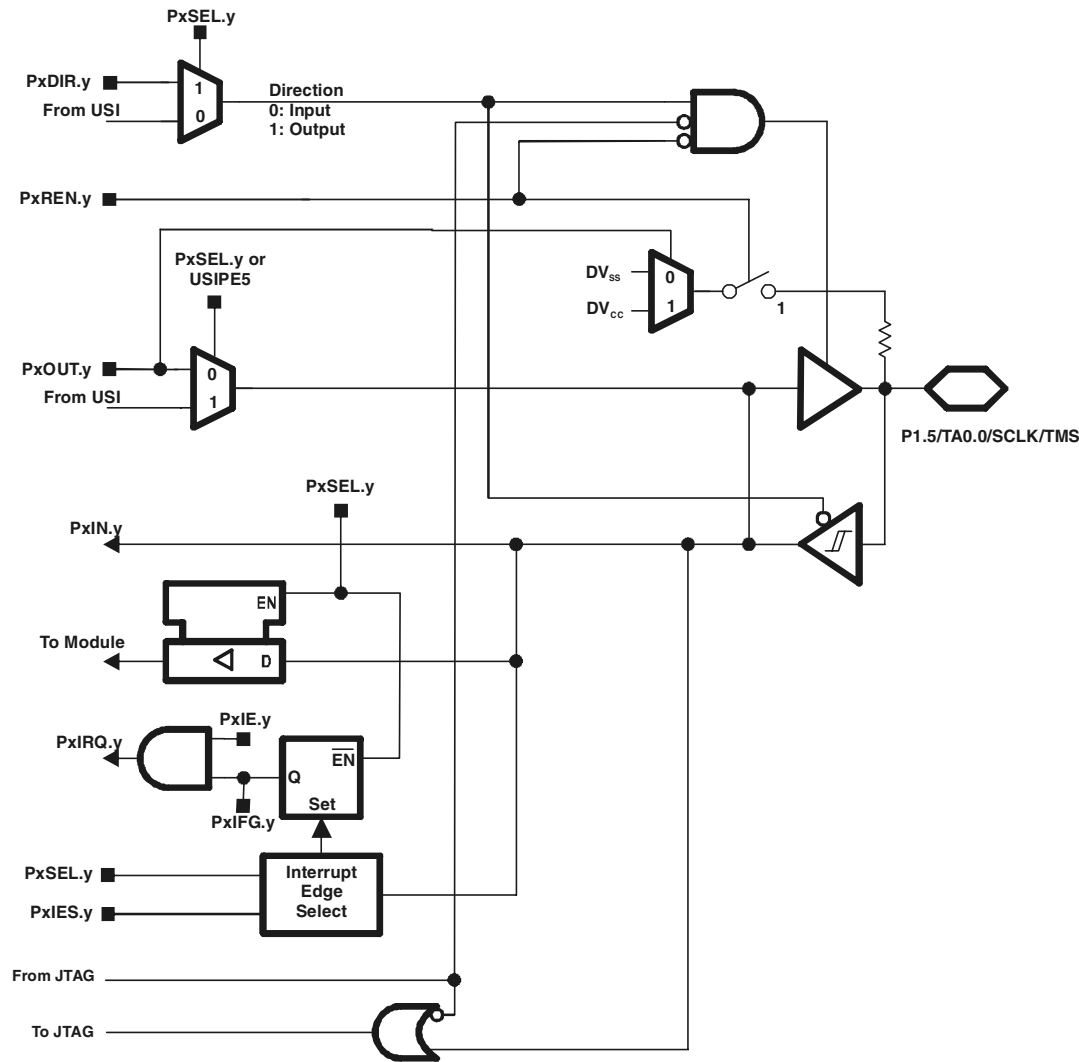 PxSEL.y
PxDIR.y
From USI
1
0
Direction
0: Input
1: Output
PxREN.y
PxSEL.y or
USIPE5
DVSS
DVCC
0
1
1
PxOUT.y
From USI
0
1
P1.5/TA0.0/SCLK/TMS
PxSEL.y
PxIN.y
EN
To Module
D
PxIE.y
PxIRQ.y
EN
Q
Set
PxIFG.y
PxSEL.y
PxIES.y
Interrupt
Edge
Select
From JTAG
To JTAG